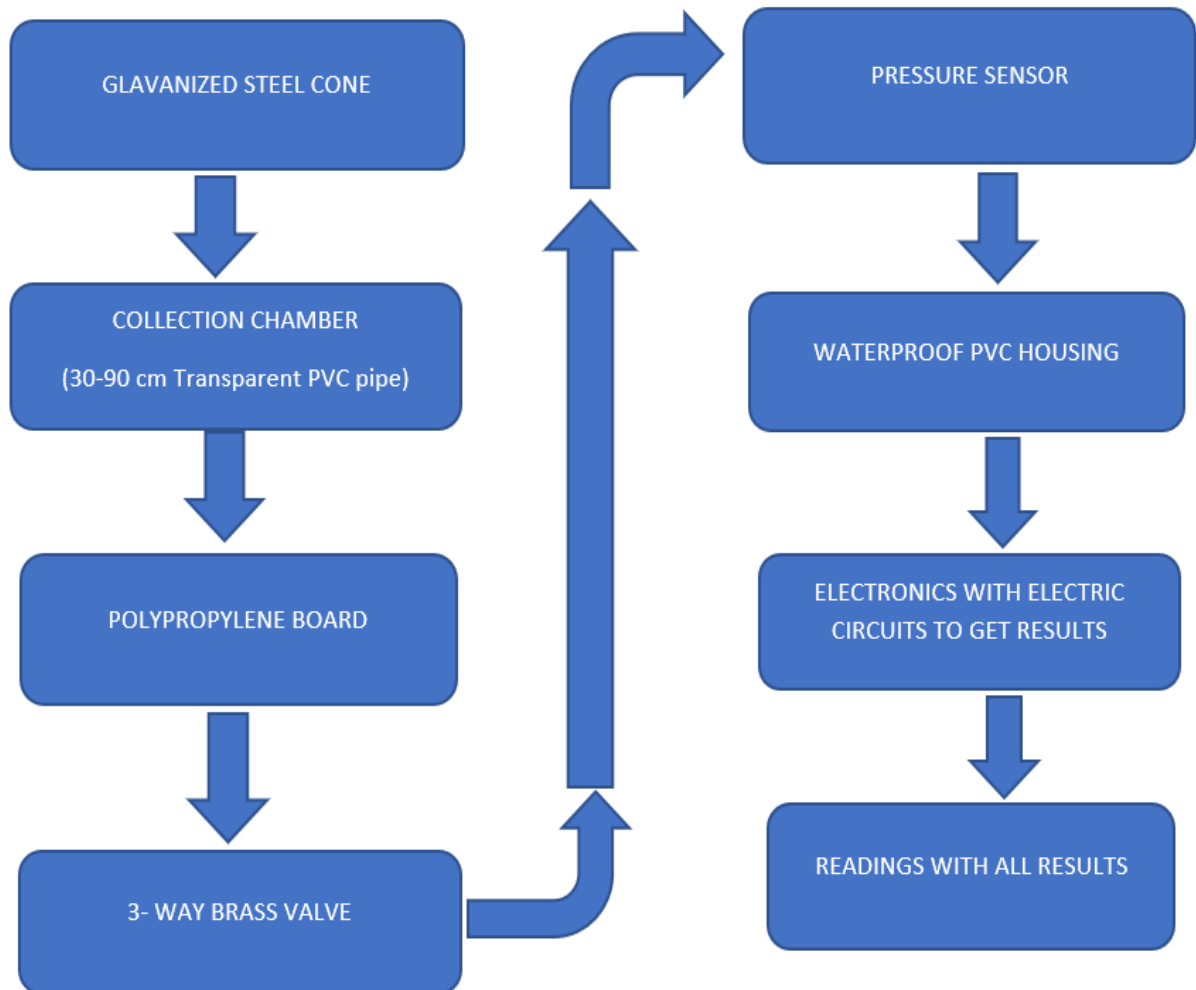 GLAVANIZED STEEL CONE
COLLECTION CHAMBER
(30-90 cm Transparent PVC pipe)
POLYPROPYLENE BOARD
3- WAY BRASS VALVE
PRESSURE SENSOR
WATERPROOF PVC HOUSING
ELECTRONICS WITH ELECTRIC
CIRCUITS TO GET RESULTS
READINGS WITH ALL RESULTS